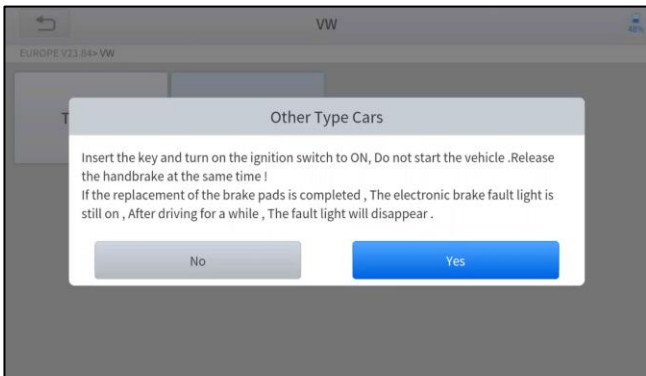 VW
48%
EUROPE V23.84> VW
T
Other Type Cars
Insert the key and turn on the ignition switch to ON, Do not start the vehicle .Release
the handbrake at the same time !
If the replacement of the brake pads is completed , The electronic brake fault light is
still on , After driving for a while , The fault light will disappear .
No
Yes